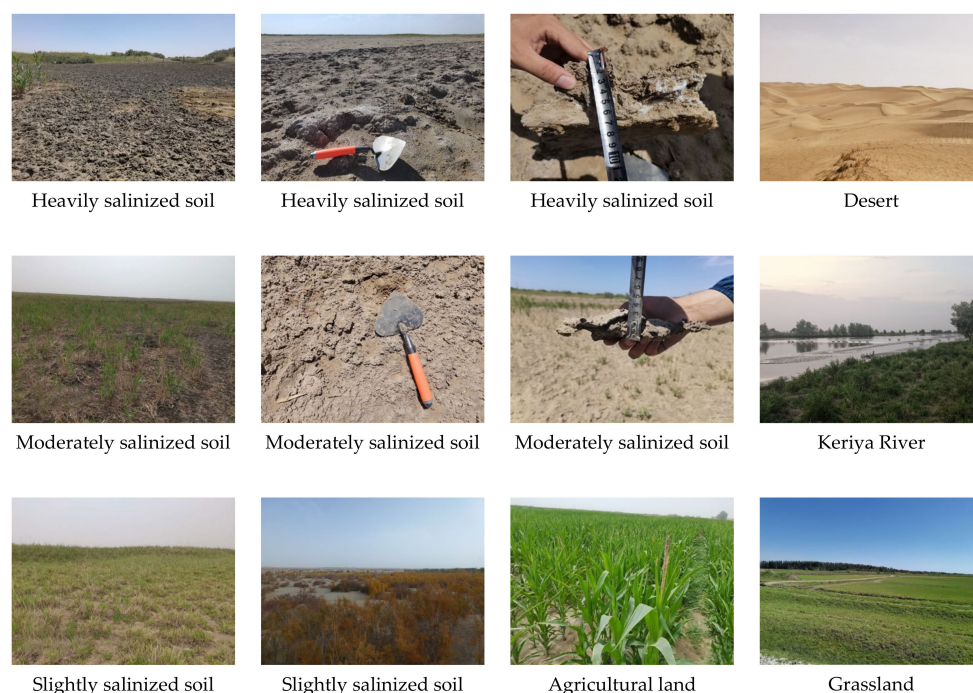 Heavily salinized soil
Heavily salinized soil
Heavily salinized soil
Desert
Moderately salinized soil
Moderately salinized soil
Moderately salinized soil
Keriya River
Slightly salinized soil
Slightly salinized soil
Agricultural land
Grassland